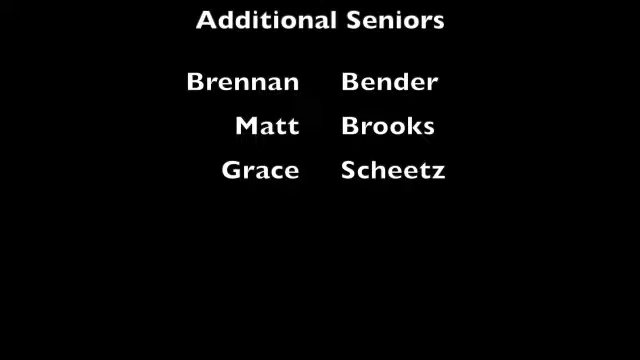 Additional Seniors
Brennan Bender
Matt Brooks
Grace Scheetz